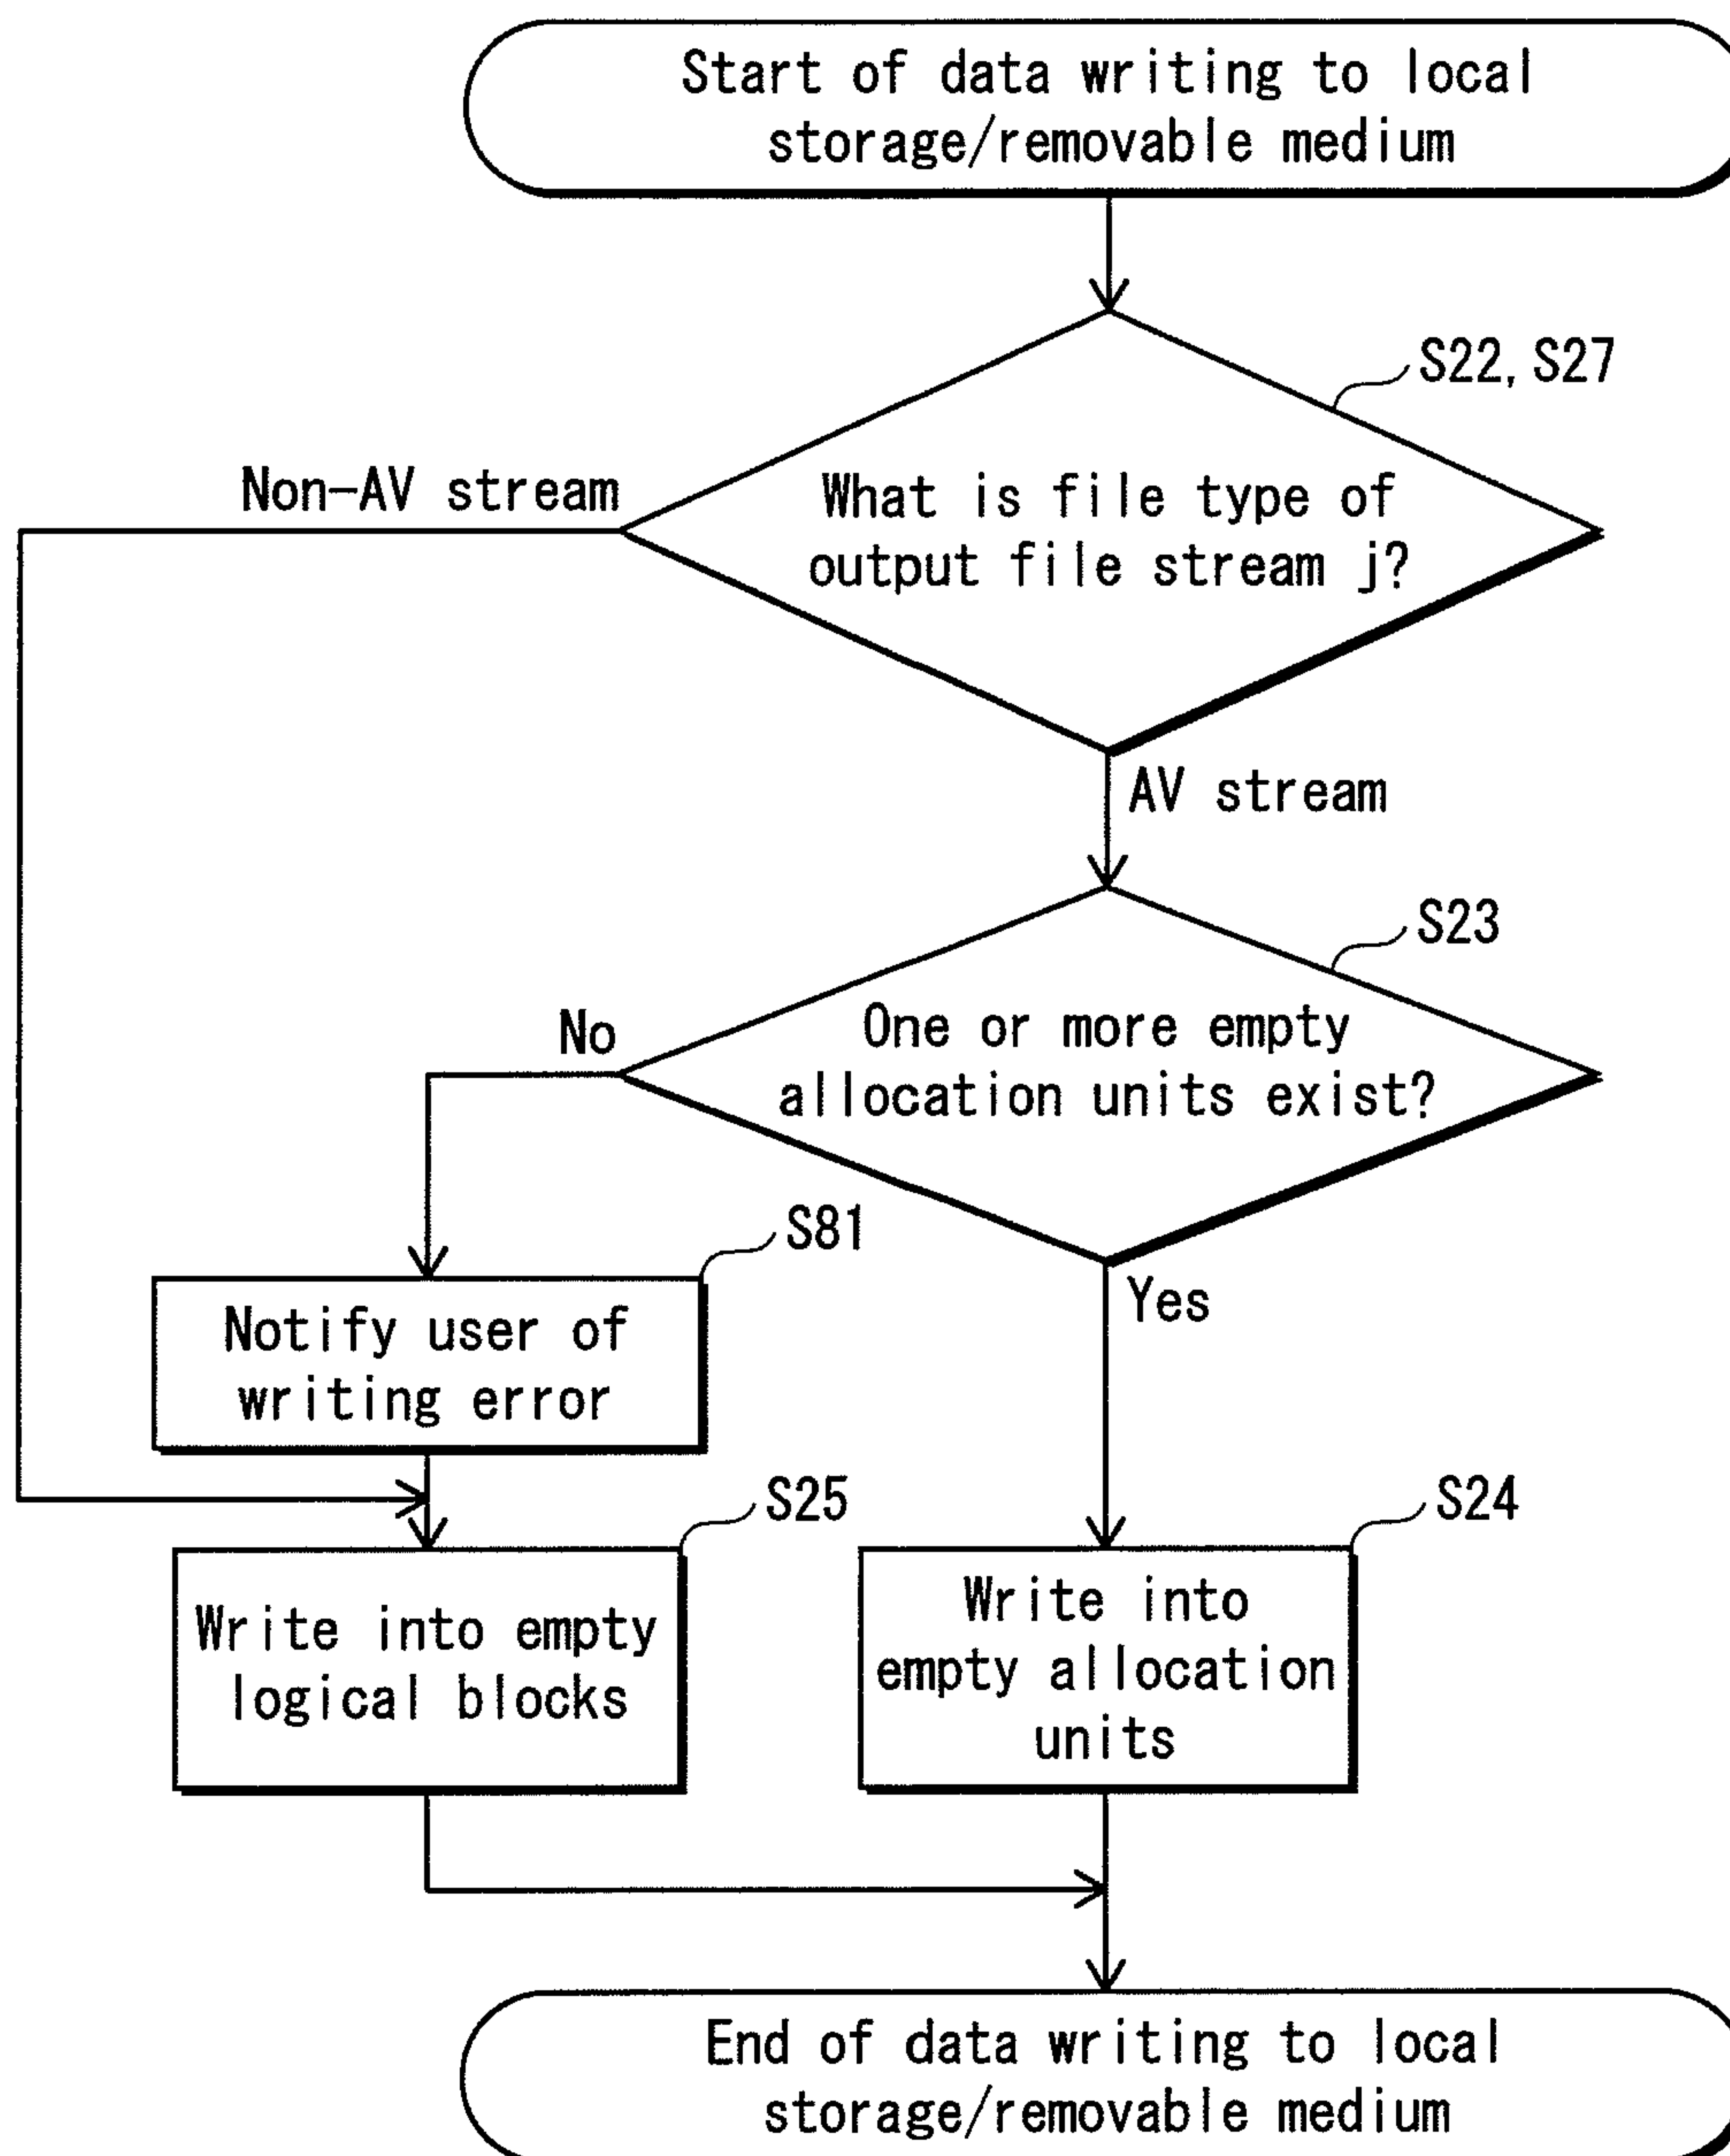 Start of data writing to local
storage/removable medium
S22, S27
Non-AV stream
What is file type of
output file stream j?
AV stream
S23
No
One or more empty
allocation units exist?
S81
Yes
Notify user of
writing error
S25
S24
Write into empty
logical blocks
Write into
empty allocation
units
End of data writing to local
storage/removable medium